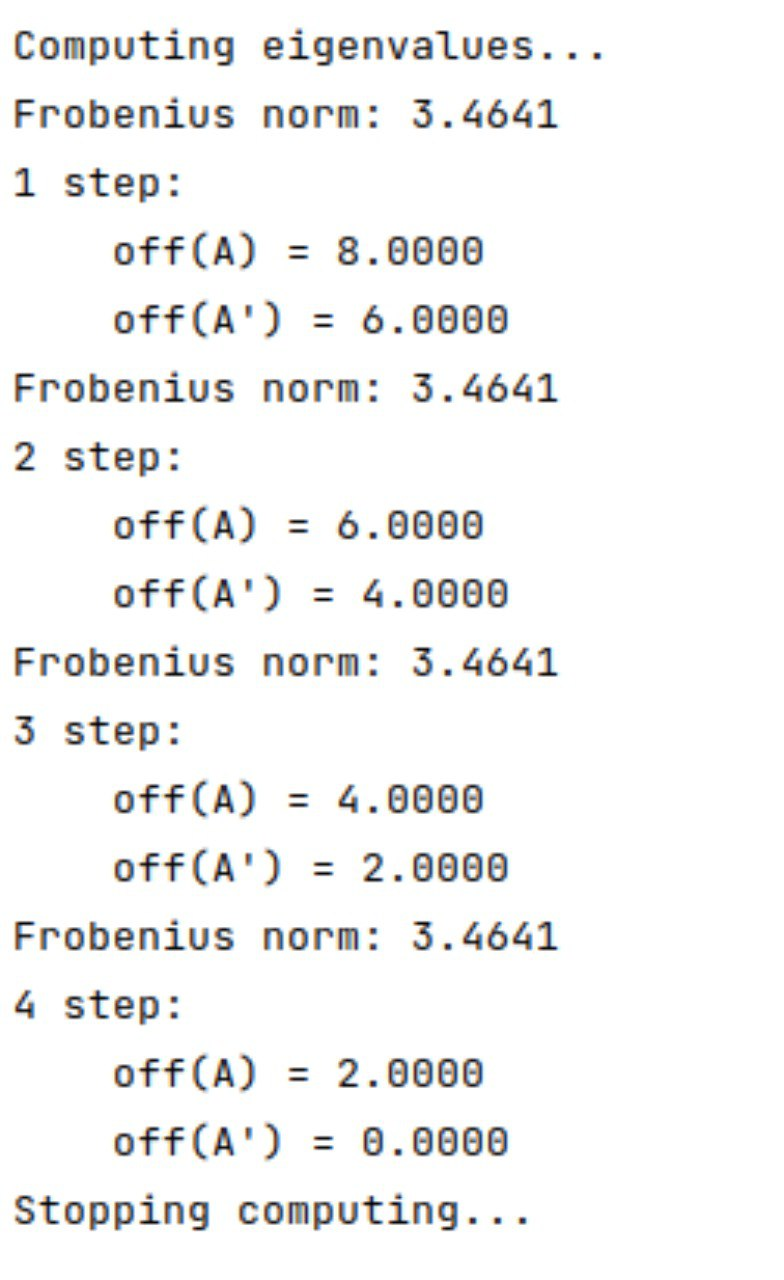 Computing eigenvalues...
Frobenius norm: 3.4641
1 step:
    off(A) = 8.0000
    off(A') = 6.0000
Frobenius norm: 3.4641
2 step:
    off(A) = 6.0000
    off(A') = 4.0000
Frobenius norm: 3.4641
3 step:
    off(A) = 4.0000
    off(A') = 2.0000
Frobenius norm: 3.4641
4 step:
    off(A) = 2.0000
    off(A') = 0.0000
Stopping computing...